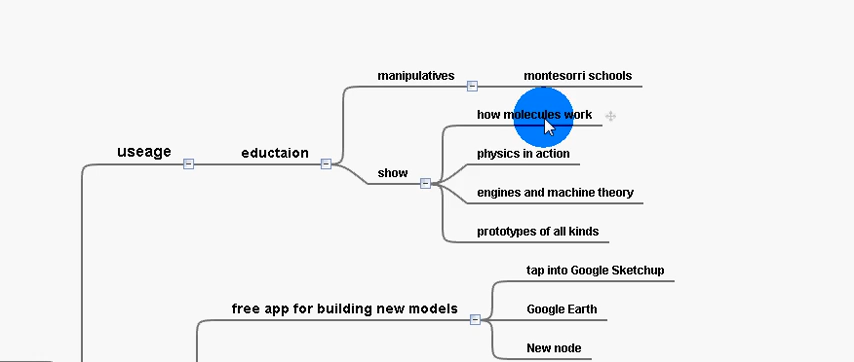 manipulatives
montesorri schools
how molecules work
useage
eductaion
physics in action
show
engines and machine theory
prototypes of all kinds
tap into Google Sketchup
free app for building new models
Google Earth
New node